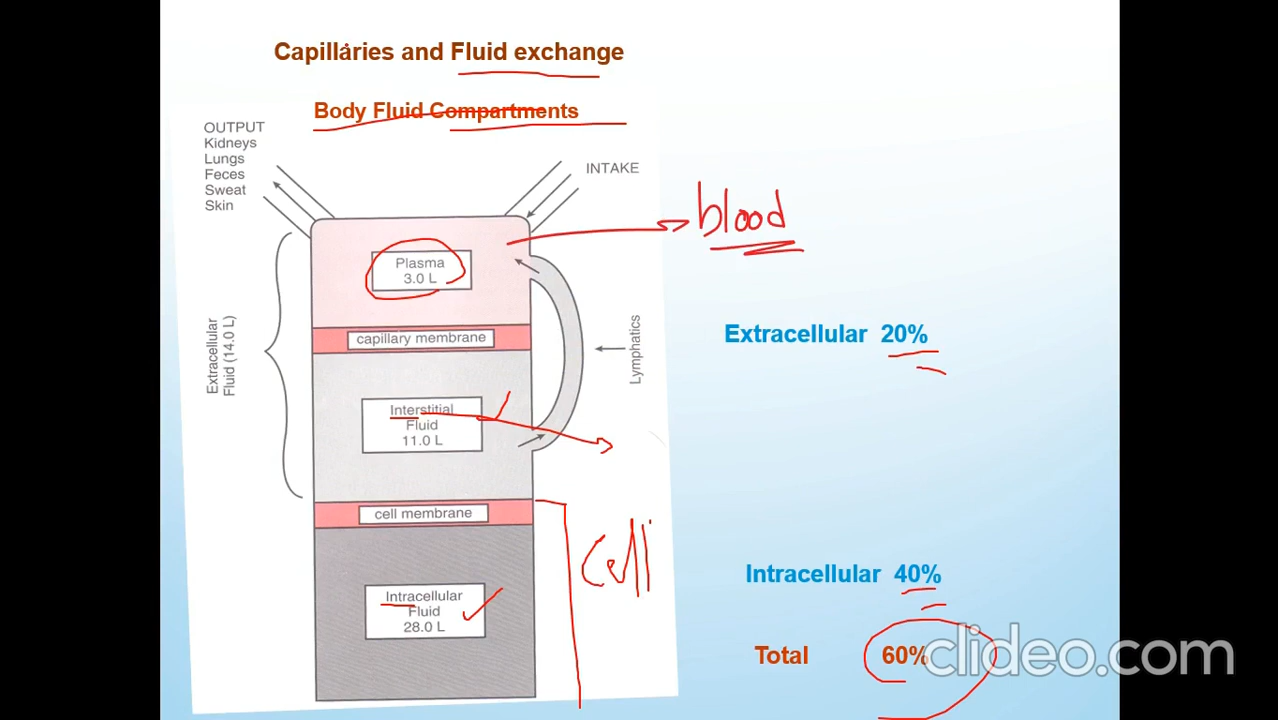 Capillaries and Fluid exchange
Body Fluid Compartments
OUTPUT
Kidneys
Lungs
Feces
Sweat
Skin
INTAKE
blood
Plasma
3.0 L
capillary membrane
Extracellular
Fluid (14.0 L)
Lymphatics
Extracellular 20%
Interstitial
Fluid
11.0 L
cell membrane
Cell
Intracellular
Fluid
28.0 L
Intracellular 40%
Total 60%
clideo.com